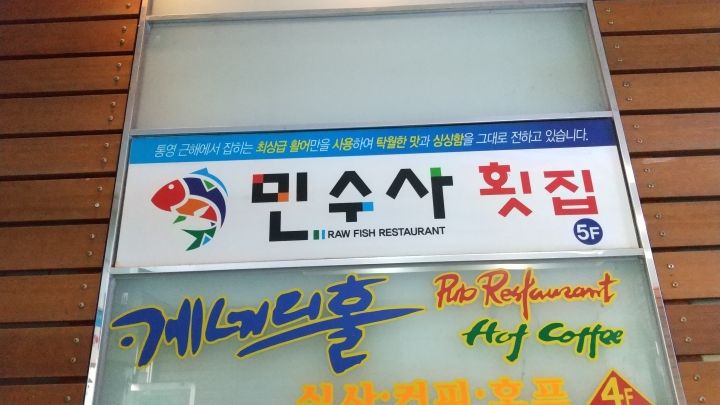 통영 근해에서 잡히는 최상급 활어만을 사용하여 탁월한 맛과 싱싱함을 그대로 전하고 있습니다.
민수사 횟집
RAW FISH RESTAURANT
5F
케네디홀 Pub Restaurant
Hof Coffee
식사·커피·호프
4F